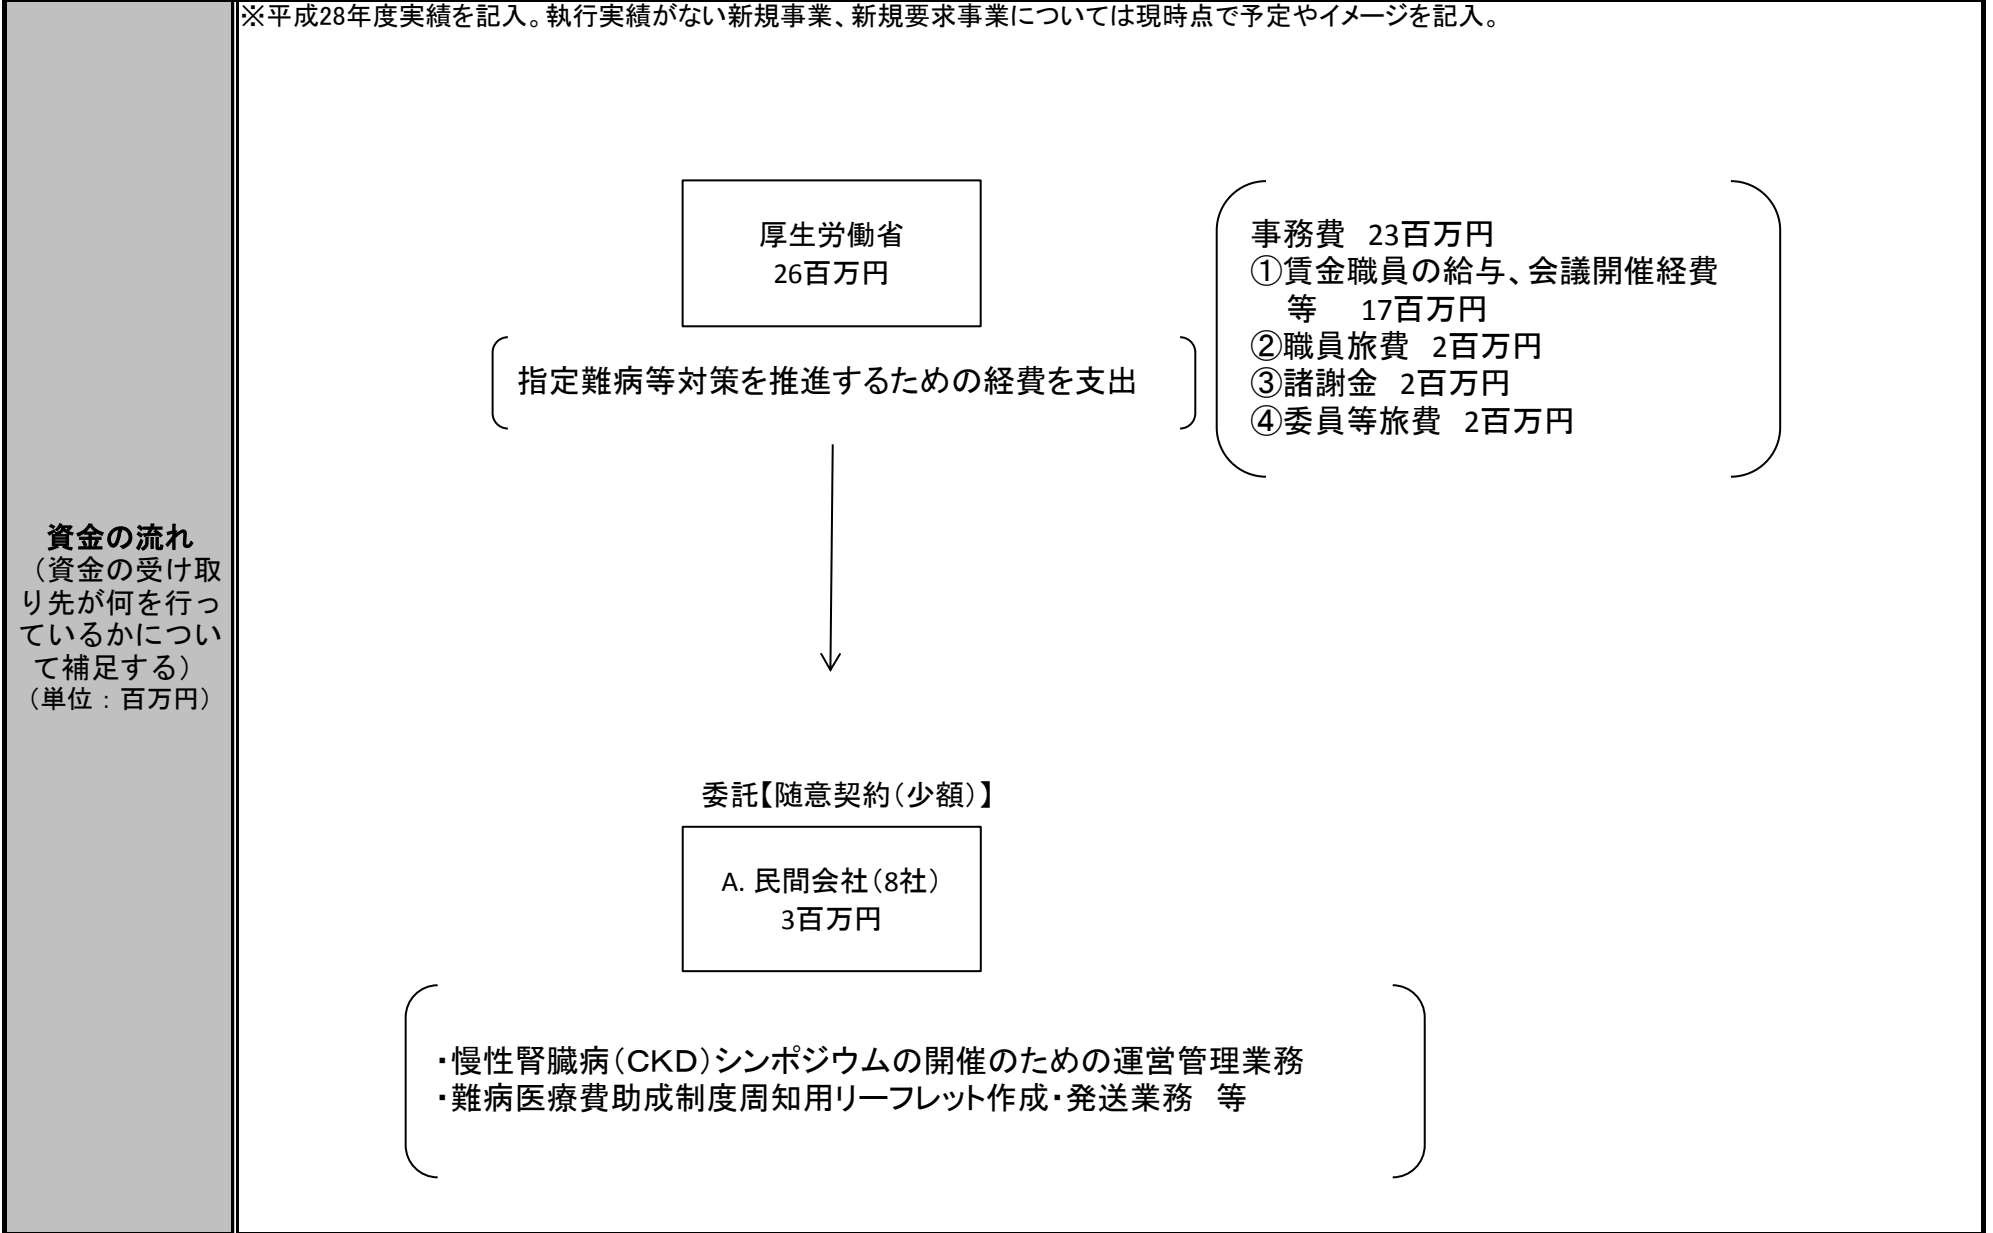 ※平成28年度実績を記入。執行実績がない新規事業、新規要求事業については現時点で予定やイメージを記入。
資金の流れ
（資金の受け取
り先が何を行っ
ているかについ
て補足する）
（単位：百万円）
厚生労働省
26百万円
指定難病等対策を推進するための経費を支出
事務費　23百万円
①賃金職員の給与、会議開催経費
等　17百万円
②職員旅費　2百万円
③諸謝金　2百万円
④委員等旅費　2百万円
委託【随意契約（少額）】
A. 民間会社（8社）
3百万円
・慢性腎臓病（ＣＫＤ）シンポジウムの開催のための運営管理業務
・難病医療費助成制度周知用リーフレット作成・発送業務　等